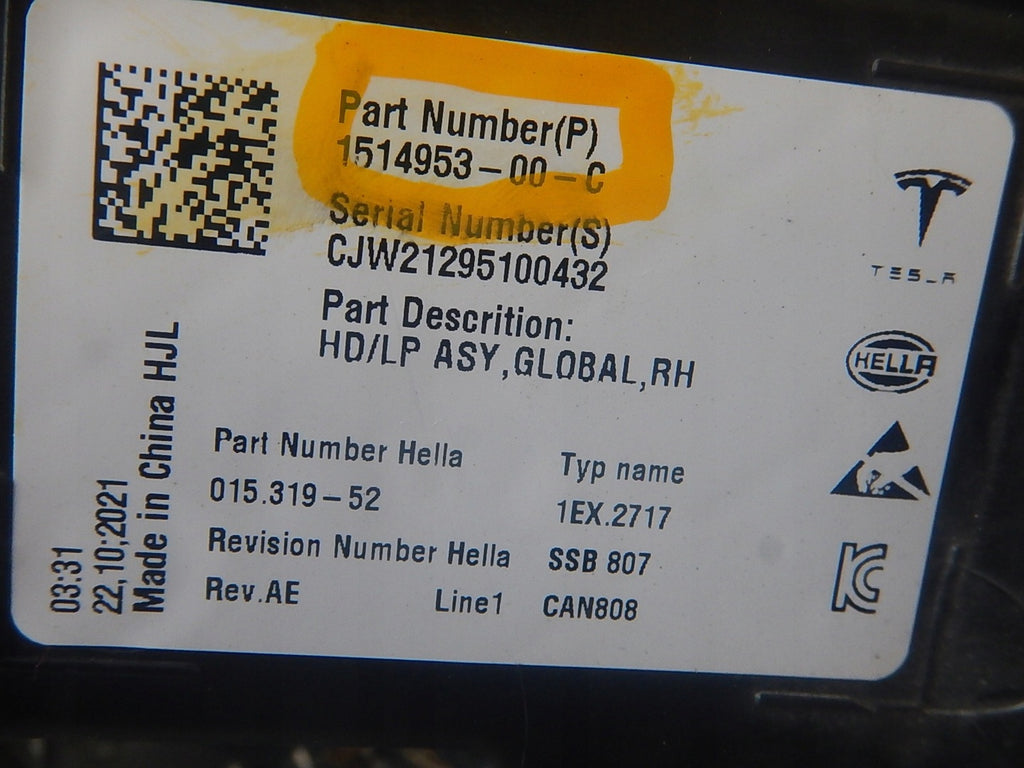 Part Number(P)
1514953-00-C
Serial Number(S)
CJW21295100432
Part Descrition:
HD/LP ASY,GLOBAL,RH
TESLA
HELLA
Part Number Hella
015.319-52
Revision Number Hella
Rev.AE
Line1
Typ name
1EX.2717
SSB 807
CAN808
KC
03:31
22,10;2021
Made in China HJL